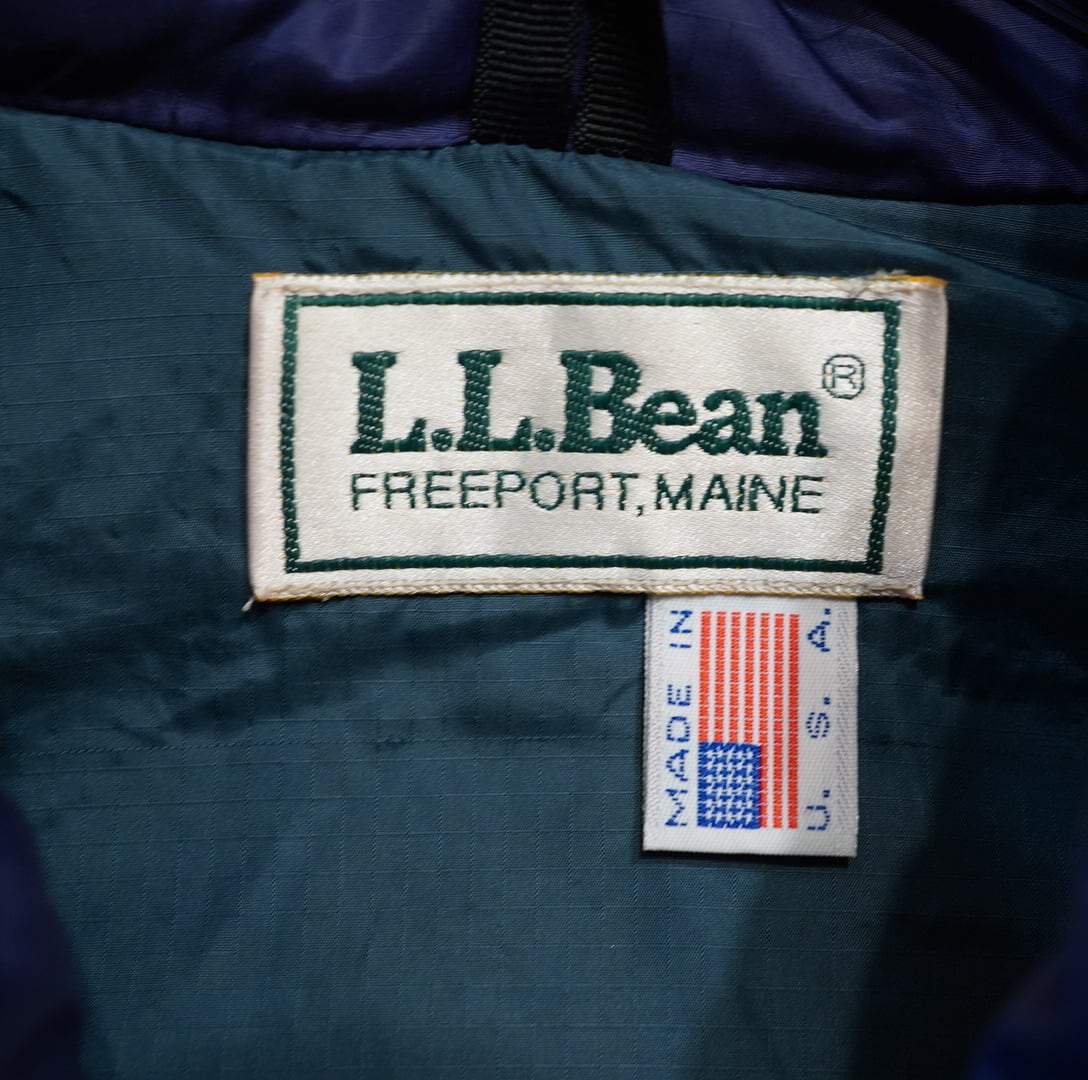 L.L.Bean®
FREEPORT, MAINE
MADE IN
U. S. A.